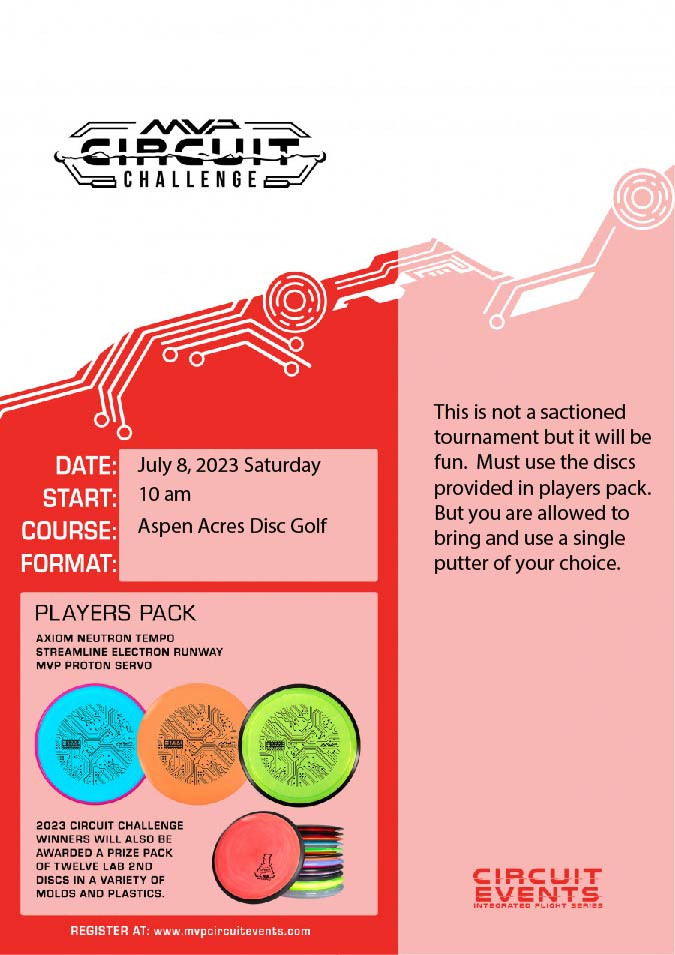 MVP
CIRCUIT
CHALLENGE
This is not a sactioned
tournament but it will be
fun. Must use the discs
provided in players pack.
But you are allowed to
bring and use a single
putter of your choice.
DATE: July 8, 2023 Saturday
START: 10 am
COURSE: Aspen Acres Disc Golf
FORMAT:
PLAYERS PACK
AXIOM NEUTRON TEMPO
STREAMLINE ELECTRON RUNWAY
MVP PROTON SERVO
2023 CIRCUIT CHALLENGE
WINNERS WILL ALSO BE
AWARDED A PRIZE PACK
OF TWELVE LAB 2ND
DISCS IN A VARIETY OF
MOLDS AND PLASTICS.
CIRCUIT
EVENTS
INTEGRATED FLIGHT SERIES
REGISTER AT: www.mvpcircuitevents.com